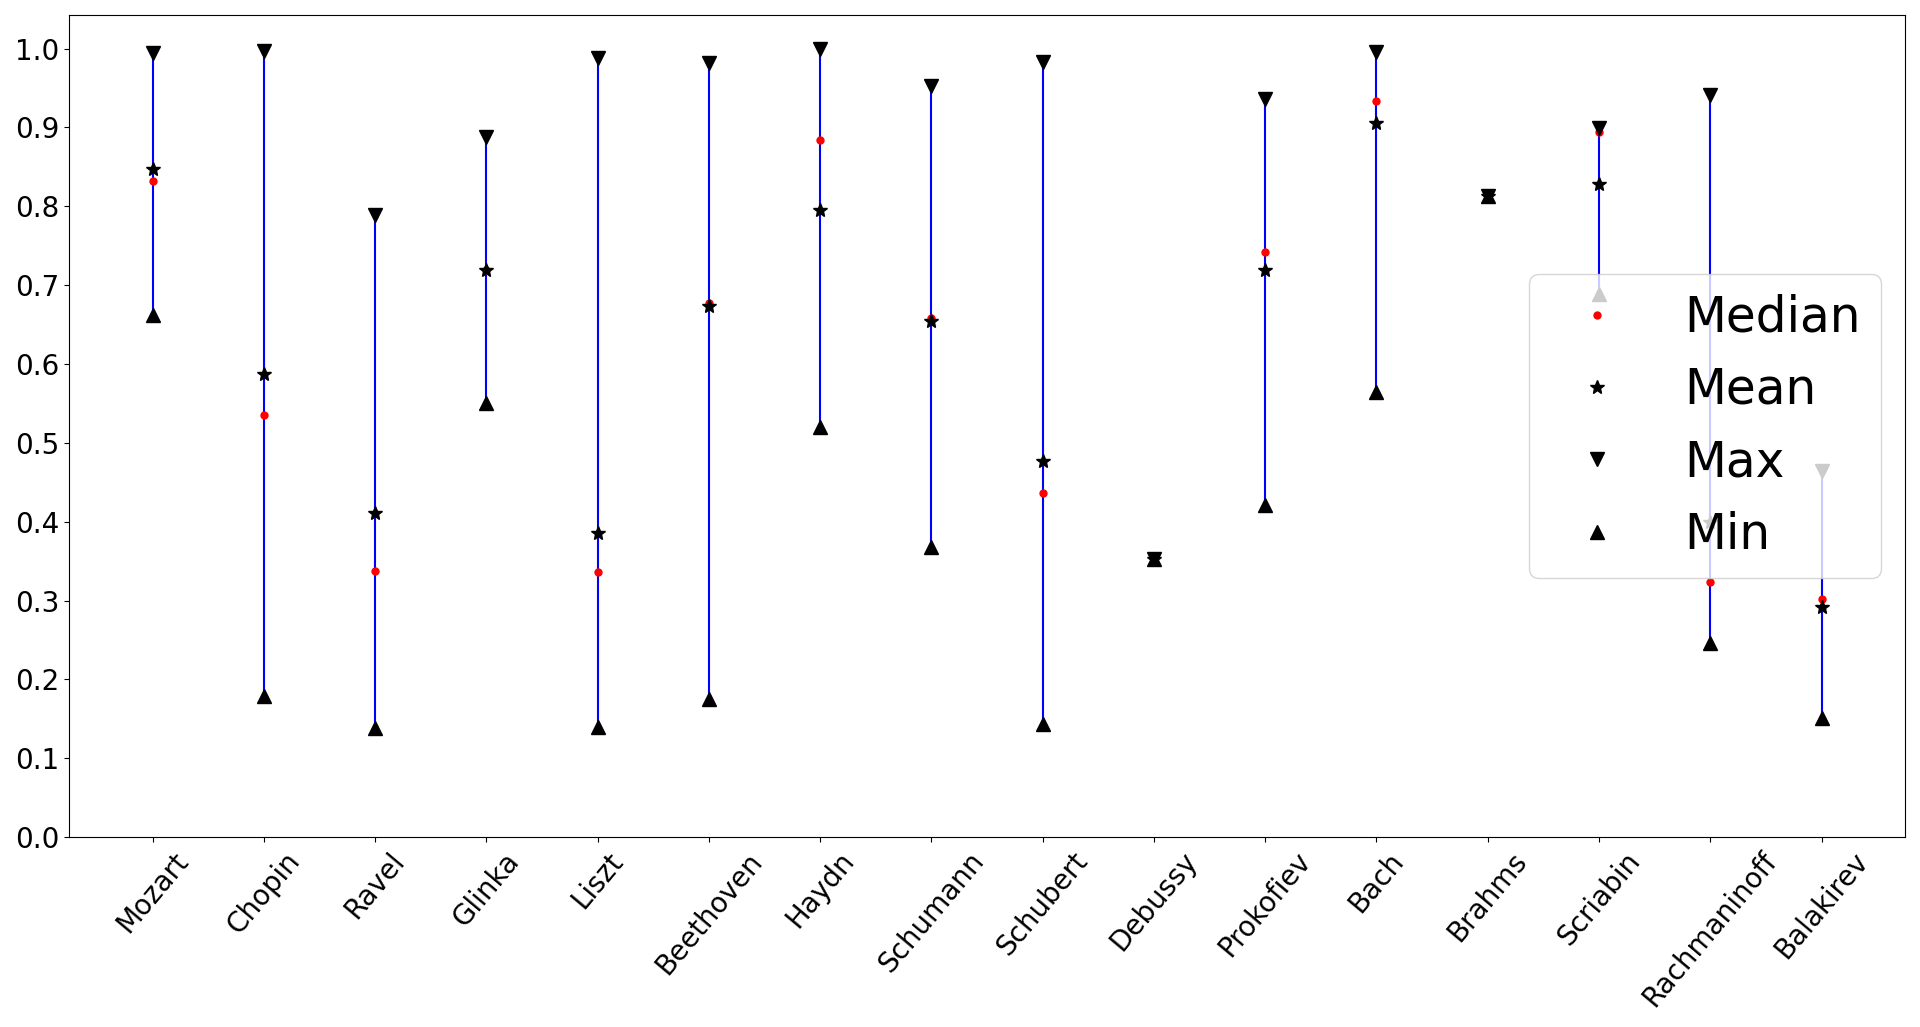 1.0
0.9
0.8
0.7
0.6
0.5
0.4
0.3
0.2
0.1
0.0
Median
Mean
Max
Min
Mozart
Chopin
Ravel
Glinka
Liszt
Beethoven
Haydn
Schumann
Schubert
Debussy
Prokofiev
Bach
Brahms
Scriabin
Rachmaninoff
Balakirev